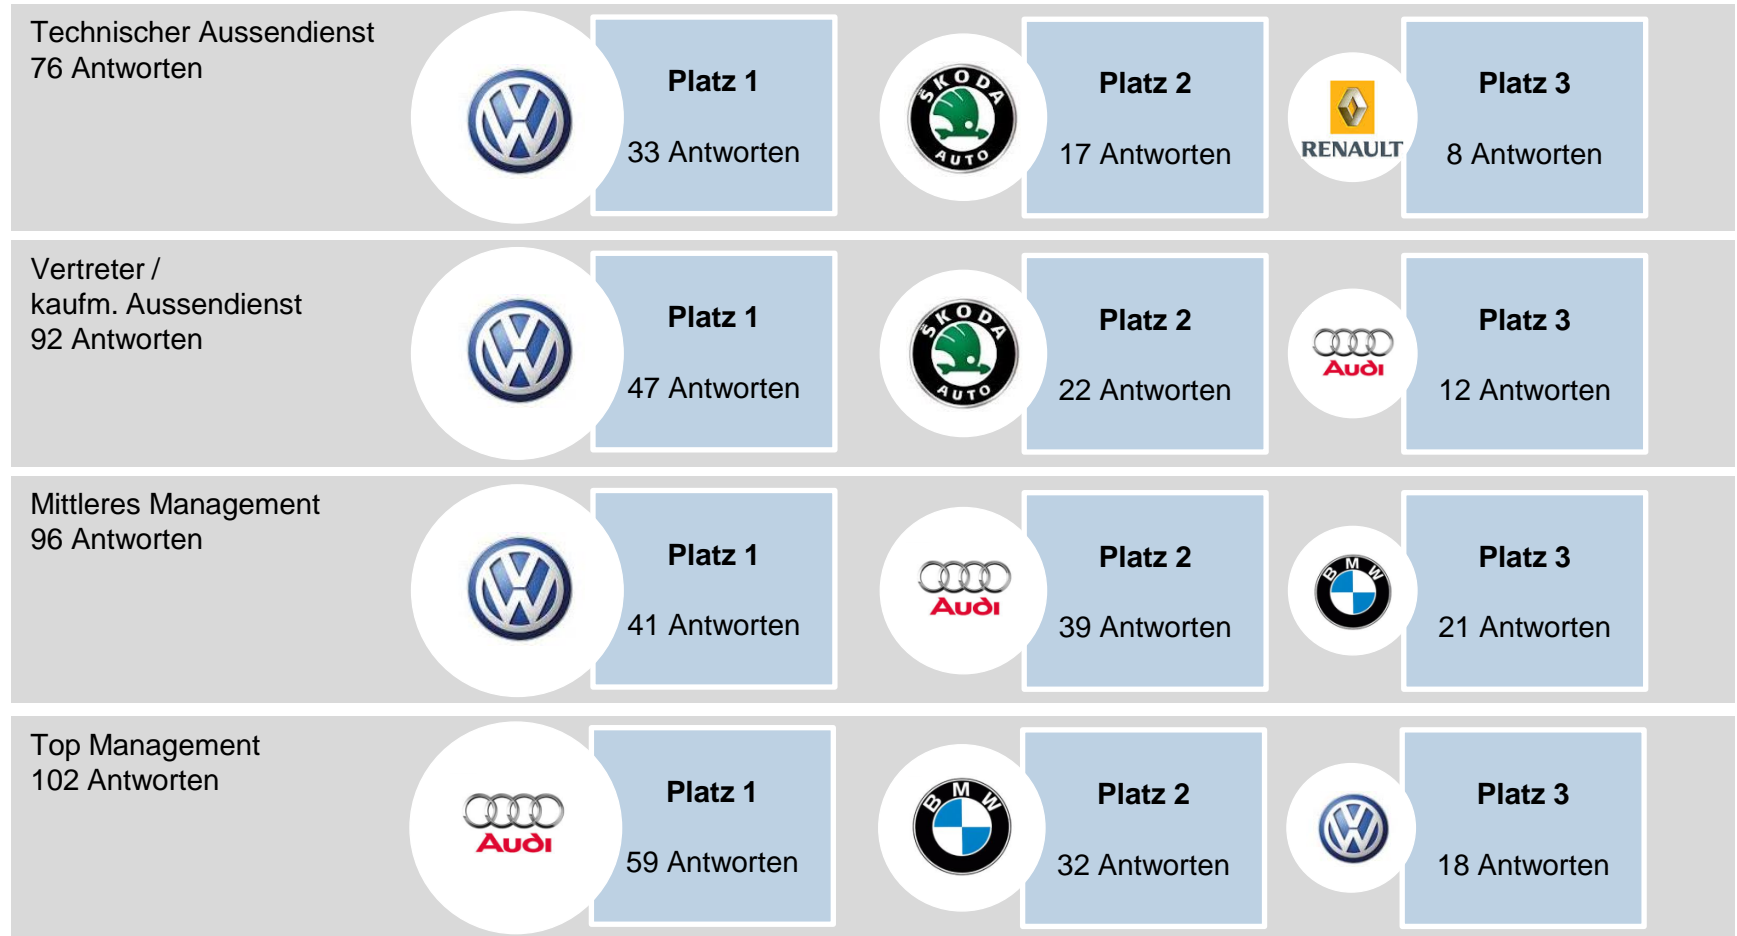 Technischer Aussendienst
76 Antworten
Platz 1
33 Antworten
ŠKODA
AUTO
Platz 2
17 Antworten
RENAULT
Platz 3
8 Antworten
Vertreter /
kaufm. Aussendienst
92 Antworten
Platz 1
47 Antworten
ŠKODA
AUTO
Platz 2
22 Antworten
Audi
Platz 3
12 Antworten
Mittleres Management
96 Antworten
Platz 1
41 Antworten
Audi
Platz 2
39 Antworten
BMW
Platz 3
21 Antworten
Top Management
102 Antworten
Audi
Platz 1
59 Antworten
BMW
Platz 2
32 Antworten
Platz 3
18 Antworten